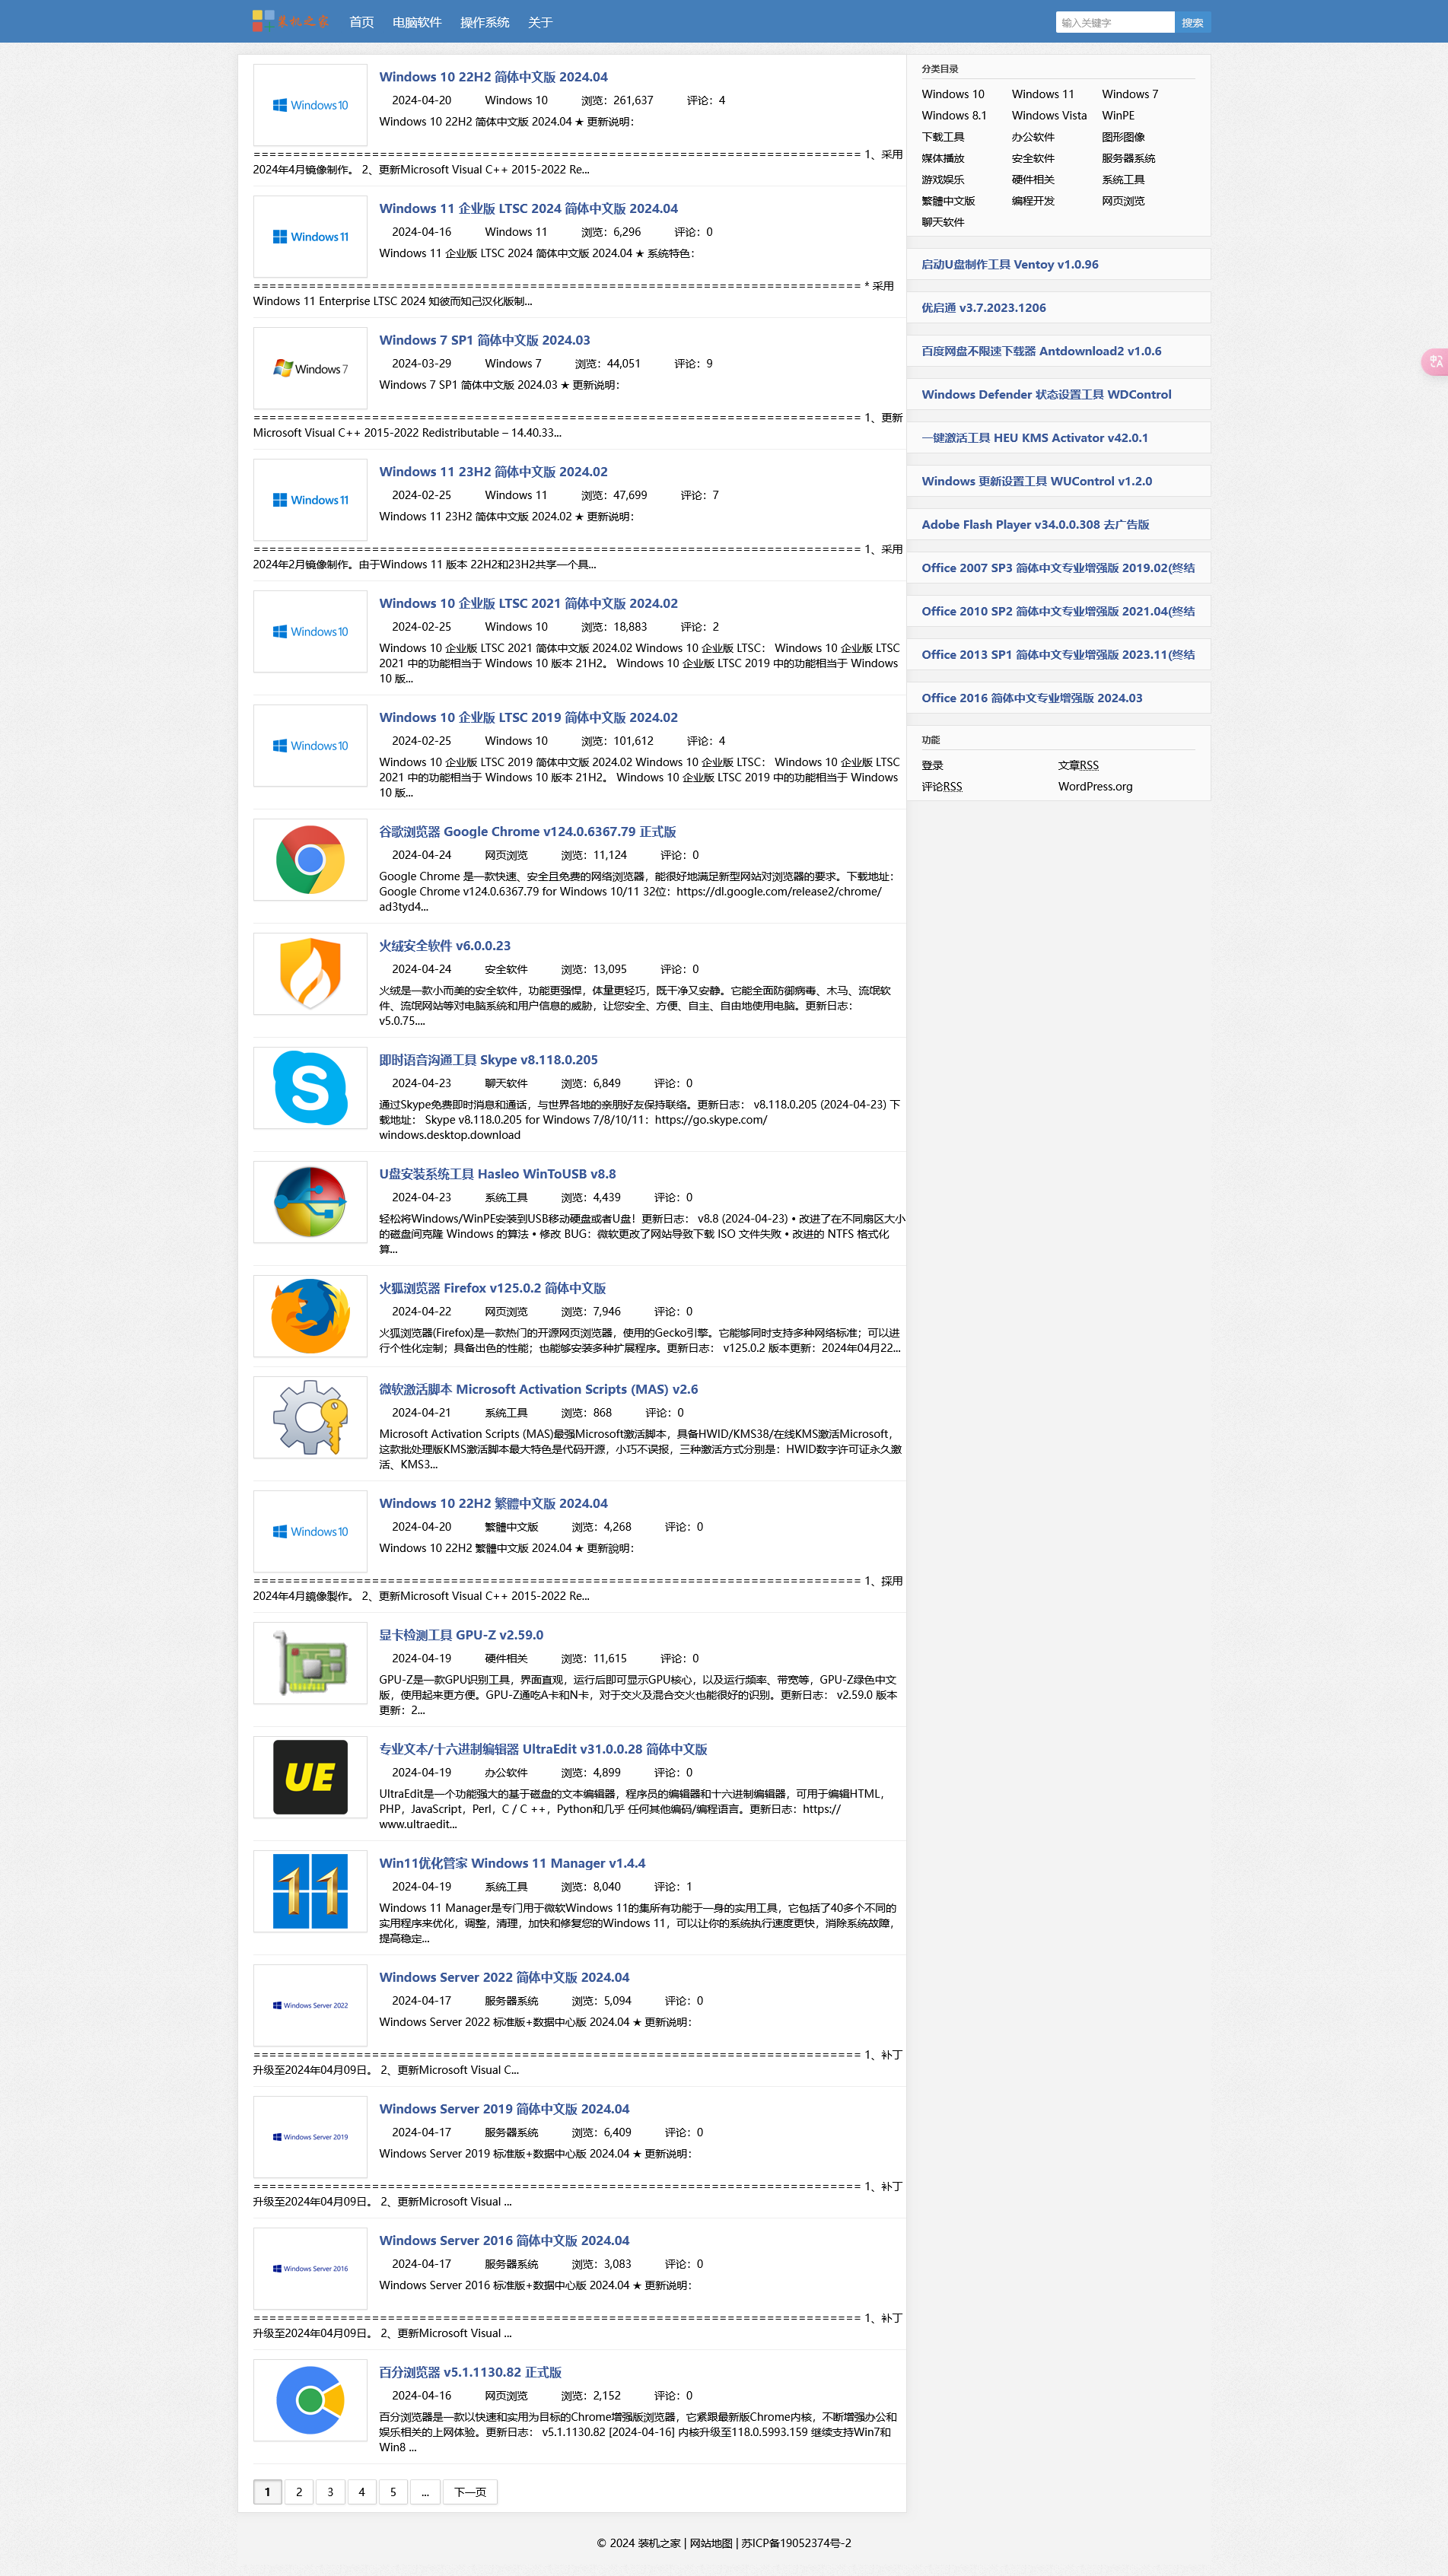 装机之家 首页 电脑软件 操作系统 关于 输入关键字 搜索
Windows 10
Windows 10 22H2 简体中文版 2024.04
2024-04-20 Windows 10 浏览：261,637 评论：4
Windows 10 22H2 简体中文版 2024.04 ★ 更新说明：
============================================================================ 1、采用
2024年4月镜像制作。 2、更新Microsoft Visual C++ 2015-2022 Re...
Windows 11
Windows 11 企业版 LTSC 2024 简体中文版 2024.04
2024-04-16 Windows 11 浏览：6,296 评论：0
Windows 11 企业版 LTSC 2024 简体中文版 2024.04 ★ 系统特色：
============================================================================ * 采用
Windows 11 Enterprise LTSC 2024 知彼而知己汉化版制...
Windows 7
Windows 7 SP1 简体中文版 2024.03
2024-03-29 Windows 7 浏览：44,051 评论：9
Windows 7 SP1 简体中文版 2024.03 ★ 更新说明：
============================================================================ 1、更新
Microsoft Visual C++ 2015-2022 Redistributable – 14.40.33...
Windows 11
Windows 11 23H2 简体中文版 2024.02
2024-02-25 Windows 11 浏览：47,699 评论：7
Windows 11 23H2 简体中文版 2024.02 ★ 更新说明：
============================================================================ 1、采用
2024年2月镜像制作。由于Windows 11 版本 22H2和23H2共享一个具...
Windows 10
Windows 10 企业版 LTSC 2021 简体中文版 2024.02
2024-02-25 Windows 10 浏览：18,883 评论：2
Windows 10 企业版 LTSC 2021 简体中文版 2024.02 Windows 10 企业版 LTSC： Windows 10 企业版 LTSC
2021 中的功能相当于 Windows 10 版本 21H2。 Windows 10 企业版 LTSC 2019 中的功能相当于 Windows
10 版...
Windows 10
Windows 10 企业版 LTSC 2019 简体中文版 2024.02
2024-02-25 Windows 10 浏览：101,612 评论：4
Windows 10 企业版 LTSC 2019 简体中文版 2024.02 Windows 10 企业版 LTSC： Windows 10 企业版 LTSC
2021 中的功能相当于 Windows 10 版本 21H2。 Windows 10 企业版 LTSC 2019 中的功能相当于 Windows
10 版...
谷歌浏览器 Google Chrome v124.0.6367.79 正式版
2024-04-24 网页浏览 浏览：11,124 评论：0
Google Chrome 是一款快速、安全且免费的网络浏览器，能很好地满足新型网站对浏览器的要求。下载地址：
Google Chrome v124.0.6367.79 for Windows 10/11 32位：https://dl.google.com/release2/chrome/
ad3tyd4...
火绒安全软件 v6.0.0.23
2024-04-24 安全软件 浏览：13,095 评论：0
火绒是一款小而美的安全软件，功能更强悍，体量更轻巧，既干净又安静。它能全面防御病毒、木马、流氓软
件、流氓网站等对电脑系统和用户信息的威胁，让您安全、方便、自主、自由地使用电脑。更新日志：
v5.0.75....
S
即时语音沟通工具 Skype v8.118.0.205
2024-04-23 聊天软件 浏览：6,849 评论：0
通过Skype免费即时消息和通话，与世界各地的亲朋好友保持联络。更新日志： v8.118.0.205 (2024-04-23) 下
载地址： Skype v8.118.0.205 for Windows 7/8/10/11：https://go.skype.com/
windows.desktop.download
U盘安装系统工具 Hasleo WinToUSB v8.8
2024-04-23 系统工具 浏览：4,439 评论：0
轻松将Windows/WinPE安装到USB移动硬盘或者U盘！更新日志： v8.8 (2024-04-23) • 改进了在不同扇区大小
的磁盘间克隆 Windows 的算法 • 修改 BUG：微软更改了网站导致下载 ISO 文件失败 • 改进的 NTFS 格式化
算...
火狐浏览器 Firefox v125.0.2 简体中文版
2024-04-22 网页浏览 浏览：7,946 评论：0
火狐浏览器(Firefox)是一款热门的开源网页浏览器，使用的Gecko引擎。它能够同时支持多种网络标准；可以进
行个性化定制；具备出色的性能；也能够安装多种扩展程序。更新日志： v125.0.2 版本更新：2024年04月22...
微软激活脚本 Microsoft Activation Scripts (MAS) v2.6
2024-04-21 系统工具 浏览：868 评论：0
Microsoft Activation Scripts (MAS)最强Microsoft激活脚本，具备HWID/KMS38/在线KMS激活Microsoft，
这款批处理版KMS激活脚本最大特色是代码开源，小巧不误报，三种激活方式分别是：HWID数字许可证永久激
活、KMS3...
Windows 10
Windows 10 22H2 繁體中文版 2024.04
2024-04-20 繁體中文版 浏览：4,268 评论：0
Windows 10 22H2 繁體中文版 2024.04 ★ 更新說明：
============================================================================ 1、採用
2024年4月鏡像製作。 2、更新Microsoft Visual C++ 2015-2022 Re...
显卡检测工具 GPU-Z v2.59.0
2024-04-19 硬件相关 浏览：11,615 评论：0
GPU-Z是一款GPU识别工具，界面直观，运行后即可显示GPU核心，以及运行频率、带宽等，GPU-Z绿色中文
版，使用起来更方便。GPU-Z通吃A卡和N卡，对于交火及混合交火也能很好的识别。更新日志： v2.59.0 版本
更新：2...
UE
专业文本/十六进制编辑器 UltraEdit v31.0.0.28 简体中文版
2024-04-19 办公软件 浏览：4,899 评论：0
UltraEdit是一个功能强大的基于磁盘的文本编辑器，程序员的编辑器和十六进制编辑器，可用于编辑HTML，
PHP，JavaScript，Perl，C / C ++，Python和几乎 任何其他编码/编程语言。更新日志：https://
www.ultraedit...
11
Win11优化管家 Windows 11 Manager v1.4.4
2024-04-19 系统工具 浏览：8,040 评论：1
Windows 11 Manager是专门用于微软Windows 11的集所有功能于一身的实用工具，它包括了40多个不同的
实用程序来优化，调整，清理，加快和修复您的Windows 11，可以让你的系统执行速度更快，消除系统故障，
提高稳定...
Windows Server 2022
Windows Server 2022 简体中文版 2024.04
2024-04-17 服务器系统 浏览：5,094 评论：0
Windows Server 2022 标准版+数据中心版 2024.04 ★ 更新说明：
============================================================================ 1、补丁
升级至2024年04月09日。 2、更新Microsoft Visual C...
Windows Server 2019
Windows Server 2019 简体中文版 2024.04
2024-04-17 服务器系统 浏览：6,409 评论：0
Windows Server 2019 标准版+数据中心版 2024.04 ★ 更新说明：
============================================================================ 1、补丁
升级至2024年04月09日。 2、更新Microsoft Visual ...
Windows Server 2016
Windows Server 2016 简体中文版 2024.04
2024-04-17 服务器系统 浏览：3,083 评论：0
Windows Server 2016 标准版+数据中心版 2024.04 ★ 更新说明：
============================================================================ 1、补丁
升级至2024年04月09日。 2、更新Microsoft Visual ...
百分浏览器 v5.1.1130.82 正式版
2024-04-16 网页浏览 浏览：2,152 评论：0
百分浏览器是一款以快速和实用为目标的Chrome增强版浏览器，它紧跟最新版Chrome内核，不断增强办公和
娱乐相关的上网体验。更新日志： v5.1.1130.82 [2024-04-16] 内核升级至118.0.5993.159 继续支持Win7和
Win8 ...
1 2 3 4 5 ... 下一页
分类目录
Windows 10 Windows 11 Windows 7
Windows 8.1 Windows Vista WinPE
下载工具 办公软件 图形图像
媒体播放 安全软件 服务器系统
游戏娱乐 硬件相关 系统工具
繁體中文版 编程开发 网页浏览
聊天软件
启动U盘制作工具 Ventoy v1.0.96
优启通 v3.7.2023.1206
百度网盘不限速下载器 Antdownload2 v1.0.6
Windows Defender 状态设置工具 WDControl
一键激活工具 HEU KMS Activator v42.0.1
Windows 更新设置工具 WUControl v1.2.0
Adobe Flash Player v34.0.0.308 去广告版
Office 2007 SP3 简体中文专业增强版 2019.02(终结
Office 2010 SP2 简体中文专业增强版 2021.04(终结
Office 2013 SP1 简体中文专业增强版 2023.11(终结
Office 2016 简体中文专业增强版 2024.03
功能
登录 文章RSS
评论RSS WordPress.org
© 2024 装机之家 | 网站地图 | 苏ICP备19052374号-2